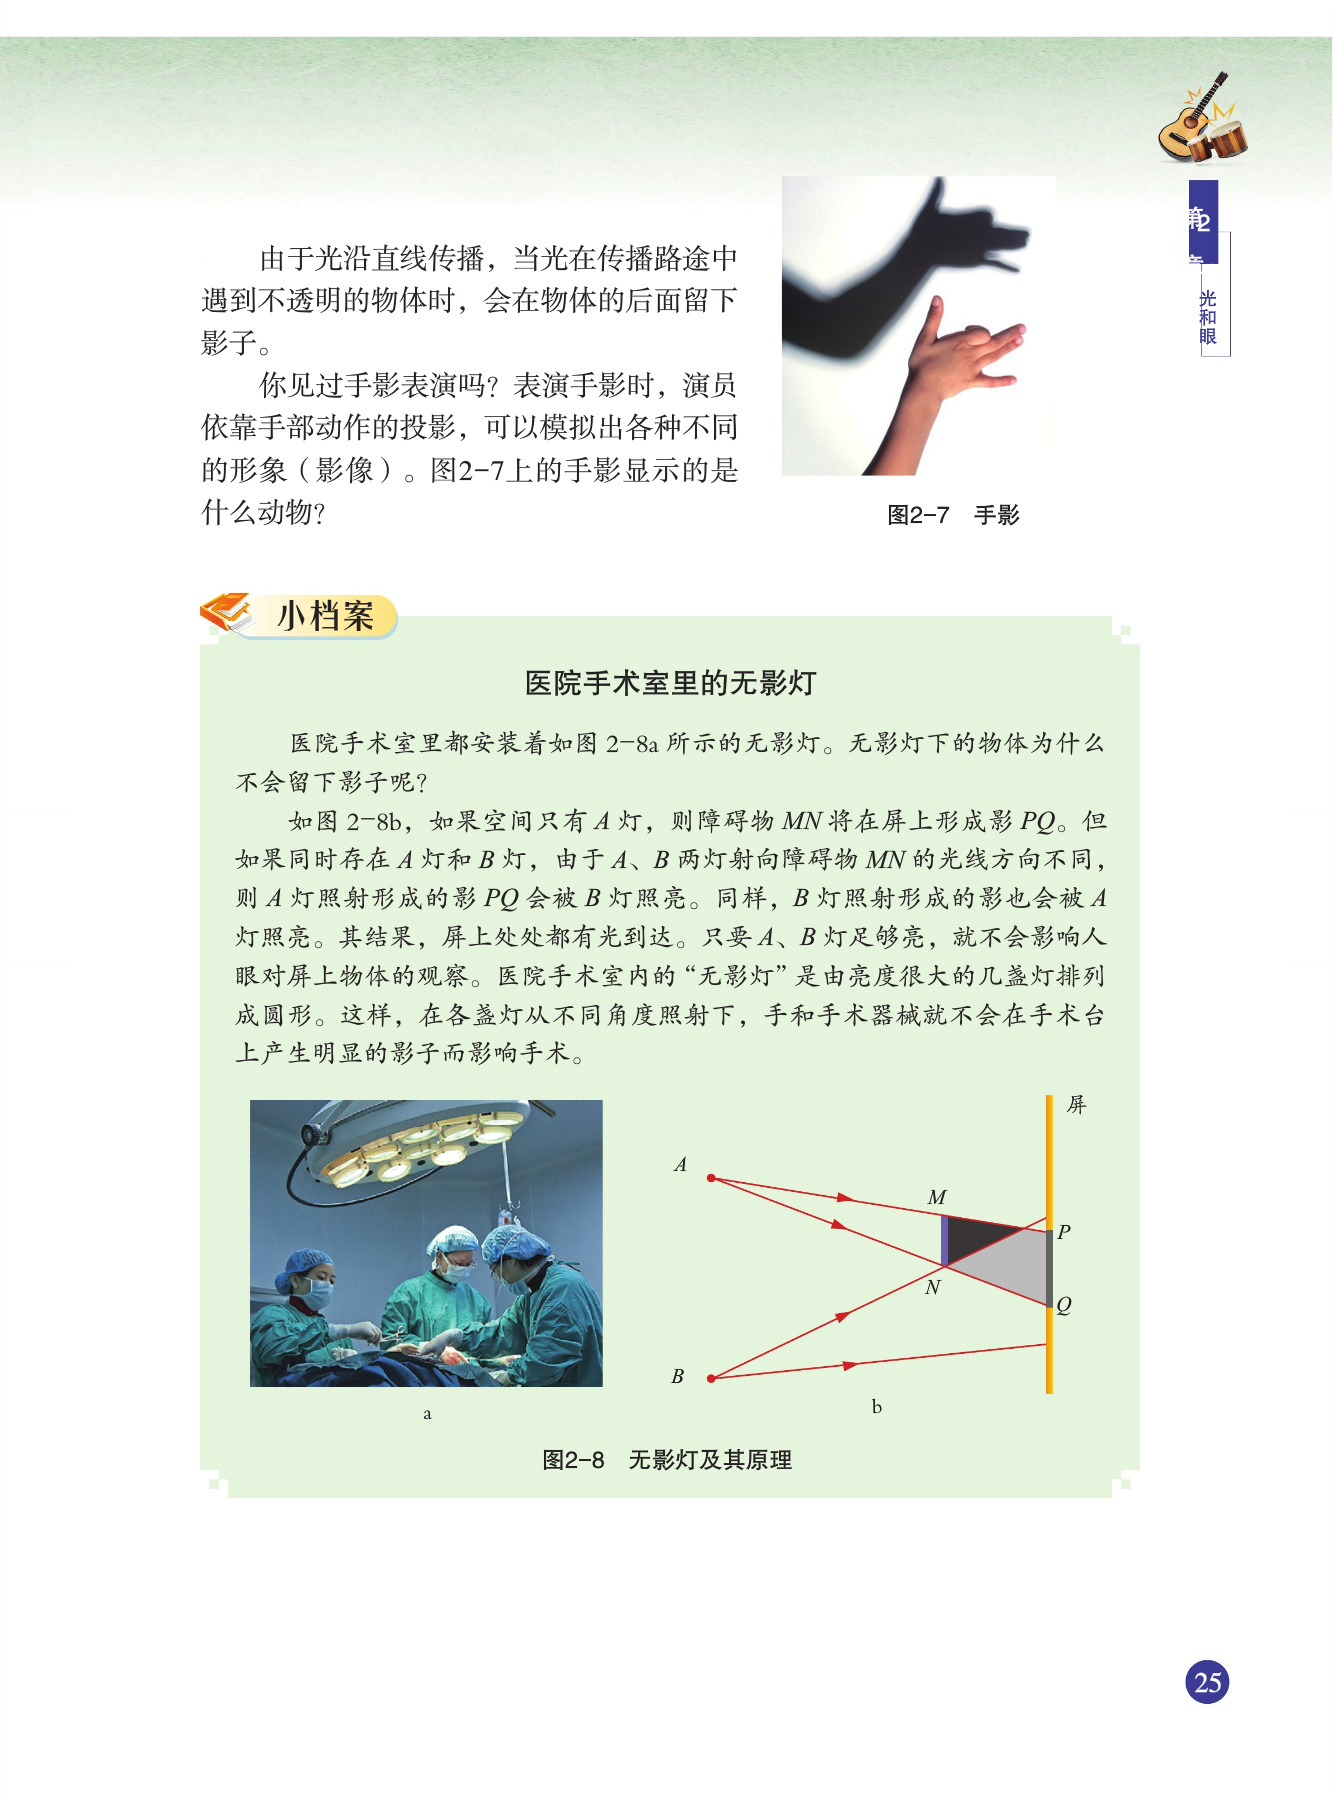 第2章
光和眼
由于光沿直线传播，当光在传播路途中
遇到不透明的物体时，会在物体的后面留下
影子。
你见过手影表演吗？表演手影时，演员
依靠手部动作的投影，可以模拟出各种不同
的形象（影像）。图2-7上的手影显示的是
什么动物？
图2-7 手影
小档案
医院手术室里的无影灯
医院手术室里都安装着如图 2-8a 所示的无影灯。无影灯下的物体为什么
不会留下影子呢？
如图 2-8b，如果空间只有 A 灯，则障碍物 MN 将在屏上形成影 PQ。但
如果同时存在 A 灯和 B 灯，由于 A、B 两灯射向障碍物 MN 的光线方向不同，
则 A 灯照射形成的影 PQ 会被 B 灯照亮。同样，B 灯照射形成的影也会被 A
灯照亮。其结果，屏上处处都有光到达。只要 A、B 灯足够亮，就不会影响人
眼对屏上物体的观察。医院手术室内的“无影灯”是由亮度很大的几盏灯排列
成圆形。这样，在各盏灯从不同角度照射下，手和手术器械就不会在手术台
上产生明显的影子而影响手术。
屏
A
M
P
N
Q
B
a
b
图2-8 无影灯及其原理
25